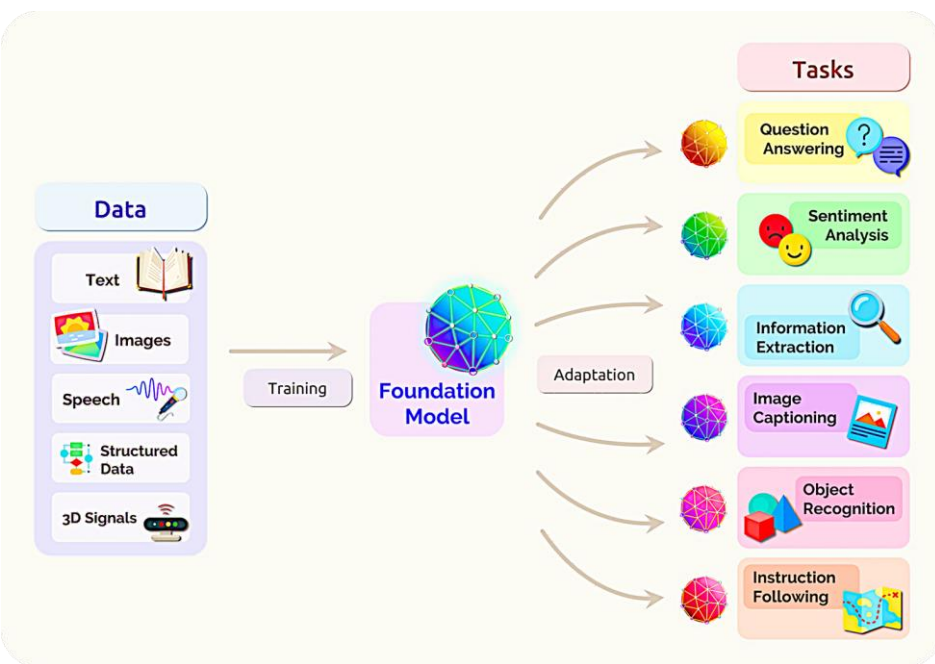 Data
Text
Images
Speech
Structured
Data
3D Signals
Training
Foundation
Model
Adaptation
Tasks
Question
Answering
Sentiment
Analysis
Information
Extraction
Image
Captioning
Object
Recognition
Instruction
Following